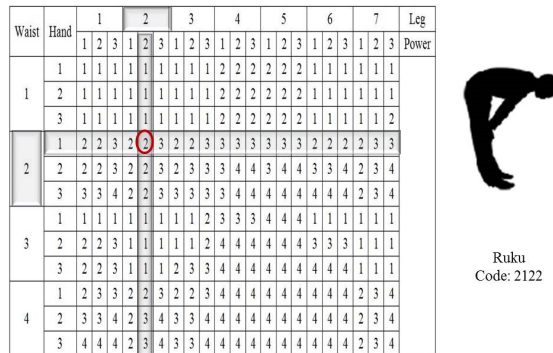 Waist Hand 1 2 3 4 5 6 7 Leg
1 2 3 1 2 3 1 2 3 1 2 3 1 2 3 1 2 3 1 2 3 Power
1 1 1 1 1 1 1 1 1 1 1 2 2 2 2 2 2 1 1 1 1 1 1
2 1 1 1 1 1 1 1 1 1 2 2 2 2 2 2 1 1 1 1 1 1
3 1 1 1 1 1 1 1 1 1 2 2 2 2 2 2 1 1 1 1 1 2
2 1 2 2 3 2 2 3 2 2 3 3 3 3 3 3 3 2 2 2 2 3 3
2 2 2 3 2 2 3 2 3 3 3 4 4 3 4 4 3 3 4 2 3 4
3 3 3 4 2 2 3 3 3 3 4 4 4 4 4 4 4 4 4 2 3 4
3 1 1 1 1 1 1 1 1 1 2 3 3 3 4 4 4 1 1 1 1 1 1
2 2 2 3 1 1 1 1 1 2 4 4 4 4 4 4 3 3 3 1 1 1
3 2 2 3 1 1 1 2 3 3 4 4 4 4 4 4 4 4 4 1 1 1
4 1 2 3 3 2 2 3 2 2 3 4 4 4 4 4 4 4 4 4 2 3 4
2 3 3 4 2 3 4 3 3 4 4 4 4 4 4 4 4 4 4 2 3 4
3 4 4 4 2 3 4 3 3 4 4 4 4 4 4 4 4 4 4 2 3 4
Ruku
Code: 2122